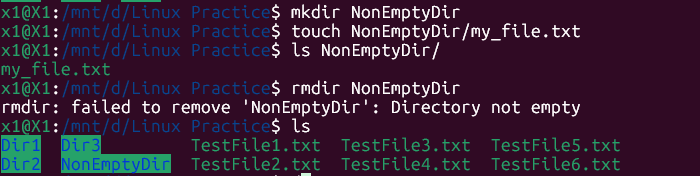 x1@X1:/mnt/d/Linux Practice$ mkdir NonEmptyDir
x1@X1:/mnt/d/Linux Practice$ touch NonEmptyDir/my_file.txt
x1@X1:/mnt/d/Linux Practice$ ls NonEmptyDir/
my_file.txt
x1@X1:/mnt/d/Linux Practice$ rmdir NonEmptyDir
rmdir: failed to remove 'NonEmptyDir': Directory not empty
x1@X1:/mnt/d/Linux Practice$ ls
Dir1  Dir3         TestFile1.txt  TestFile3.txt  TestFile5.txt
Dir2  NonEmptyDir  TestFile2.txt  TestFile4.txt  TestFile6.txt